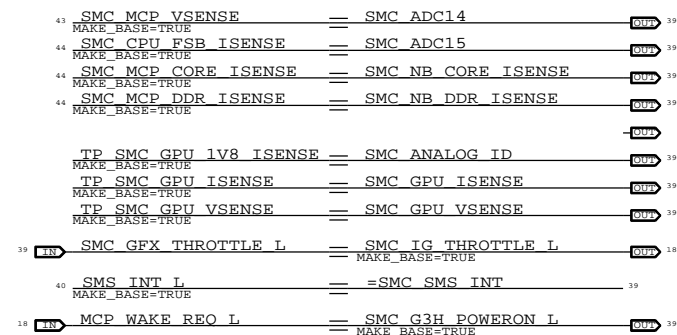 43 SMC_MCP_VSENSE SMC_ADC14 OUT 39
MAKE_BASE=TRUE
44 SMC_CPU_FSB_ISENSE SMC_ADC15 OUT 39
MAKE_BASE=TRUE
44 SMC_MCP_CORE_ISENSE SMC_NB_CORE_ISENSE OUT 39
MAKE_BASE=TRUE
44 SMC_MCP_DDR_ISENSE SMC_NB_DDR_ISENSE OUT 39
MAKE_BASE=TRUE
OUT
TP_SMC_GPU_1V8_ISENSE SMC_ANALOG_ID OUT 39
MAKE_BASE=TRUE
TP_SMC_GPU_ISENSE SMC_GPU_ISENSE OUT 39
MAKE_BASE=TRUE
TP_SMC_GPU_VSENSE SMC_GPU_VSENSE OUT 39
MAKE_BASE=TRUE
39 IN SMC_GFX_THROTTLE_L SMC_IG_THROTTLE_L OUT 18
MAKE_BASE=TRUE
40 SMS_INT_L =SMC_SMS_INT 39
MAKE_BASE=TRUE
18 IN MCP_WAKE_REQ_L SMC_G3H_POWERON_L OUT 39
MAKE_BASE=TRUE